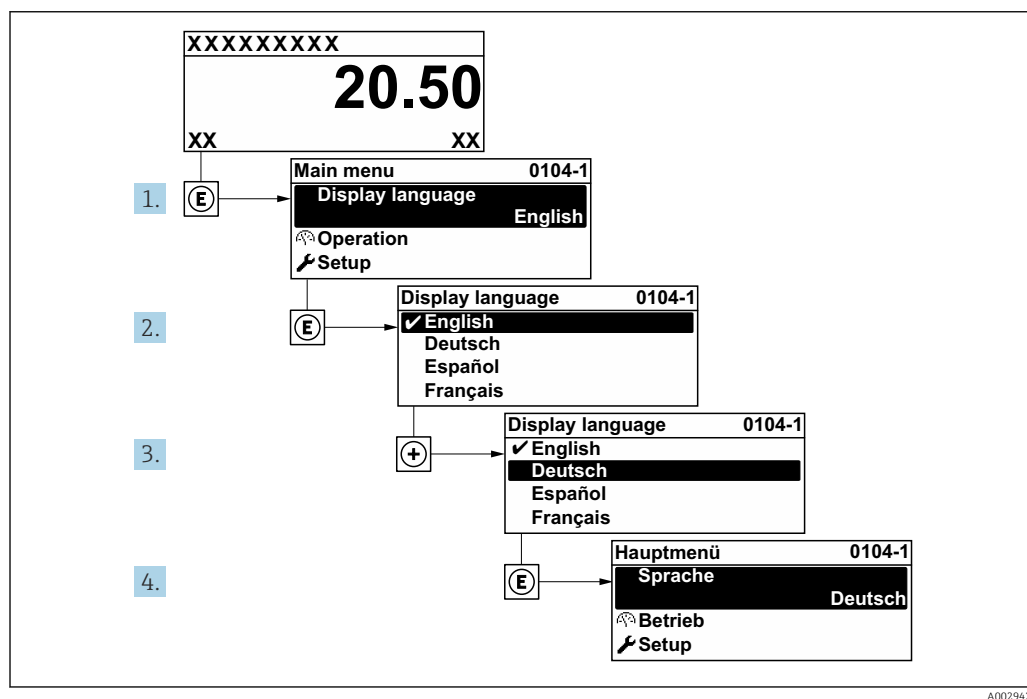 XXXXXXXXX
20.50
XX XX
1. E
Main menu 0104-1
Display language
English
Operation
Setup
2. E
Display language 0104-1
✔ English
Deutsch
Español
Français
3. +
Display language 0104-1
✔ English
Deutsch
Español
Français
4. E
Hauptmenü 0104-1
Sprache
Deutsch
Betrieb
Setup